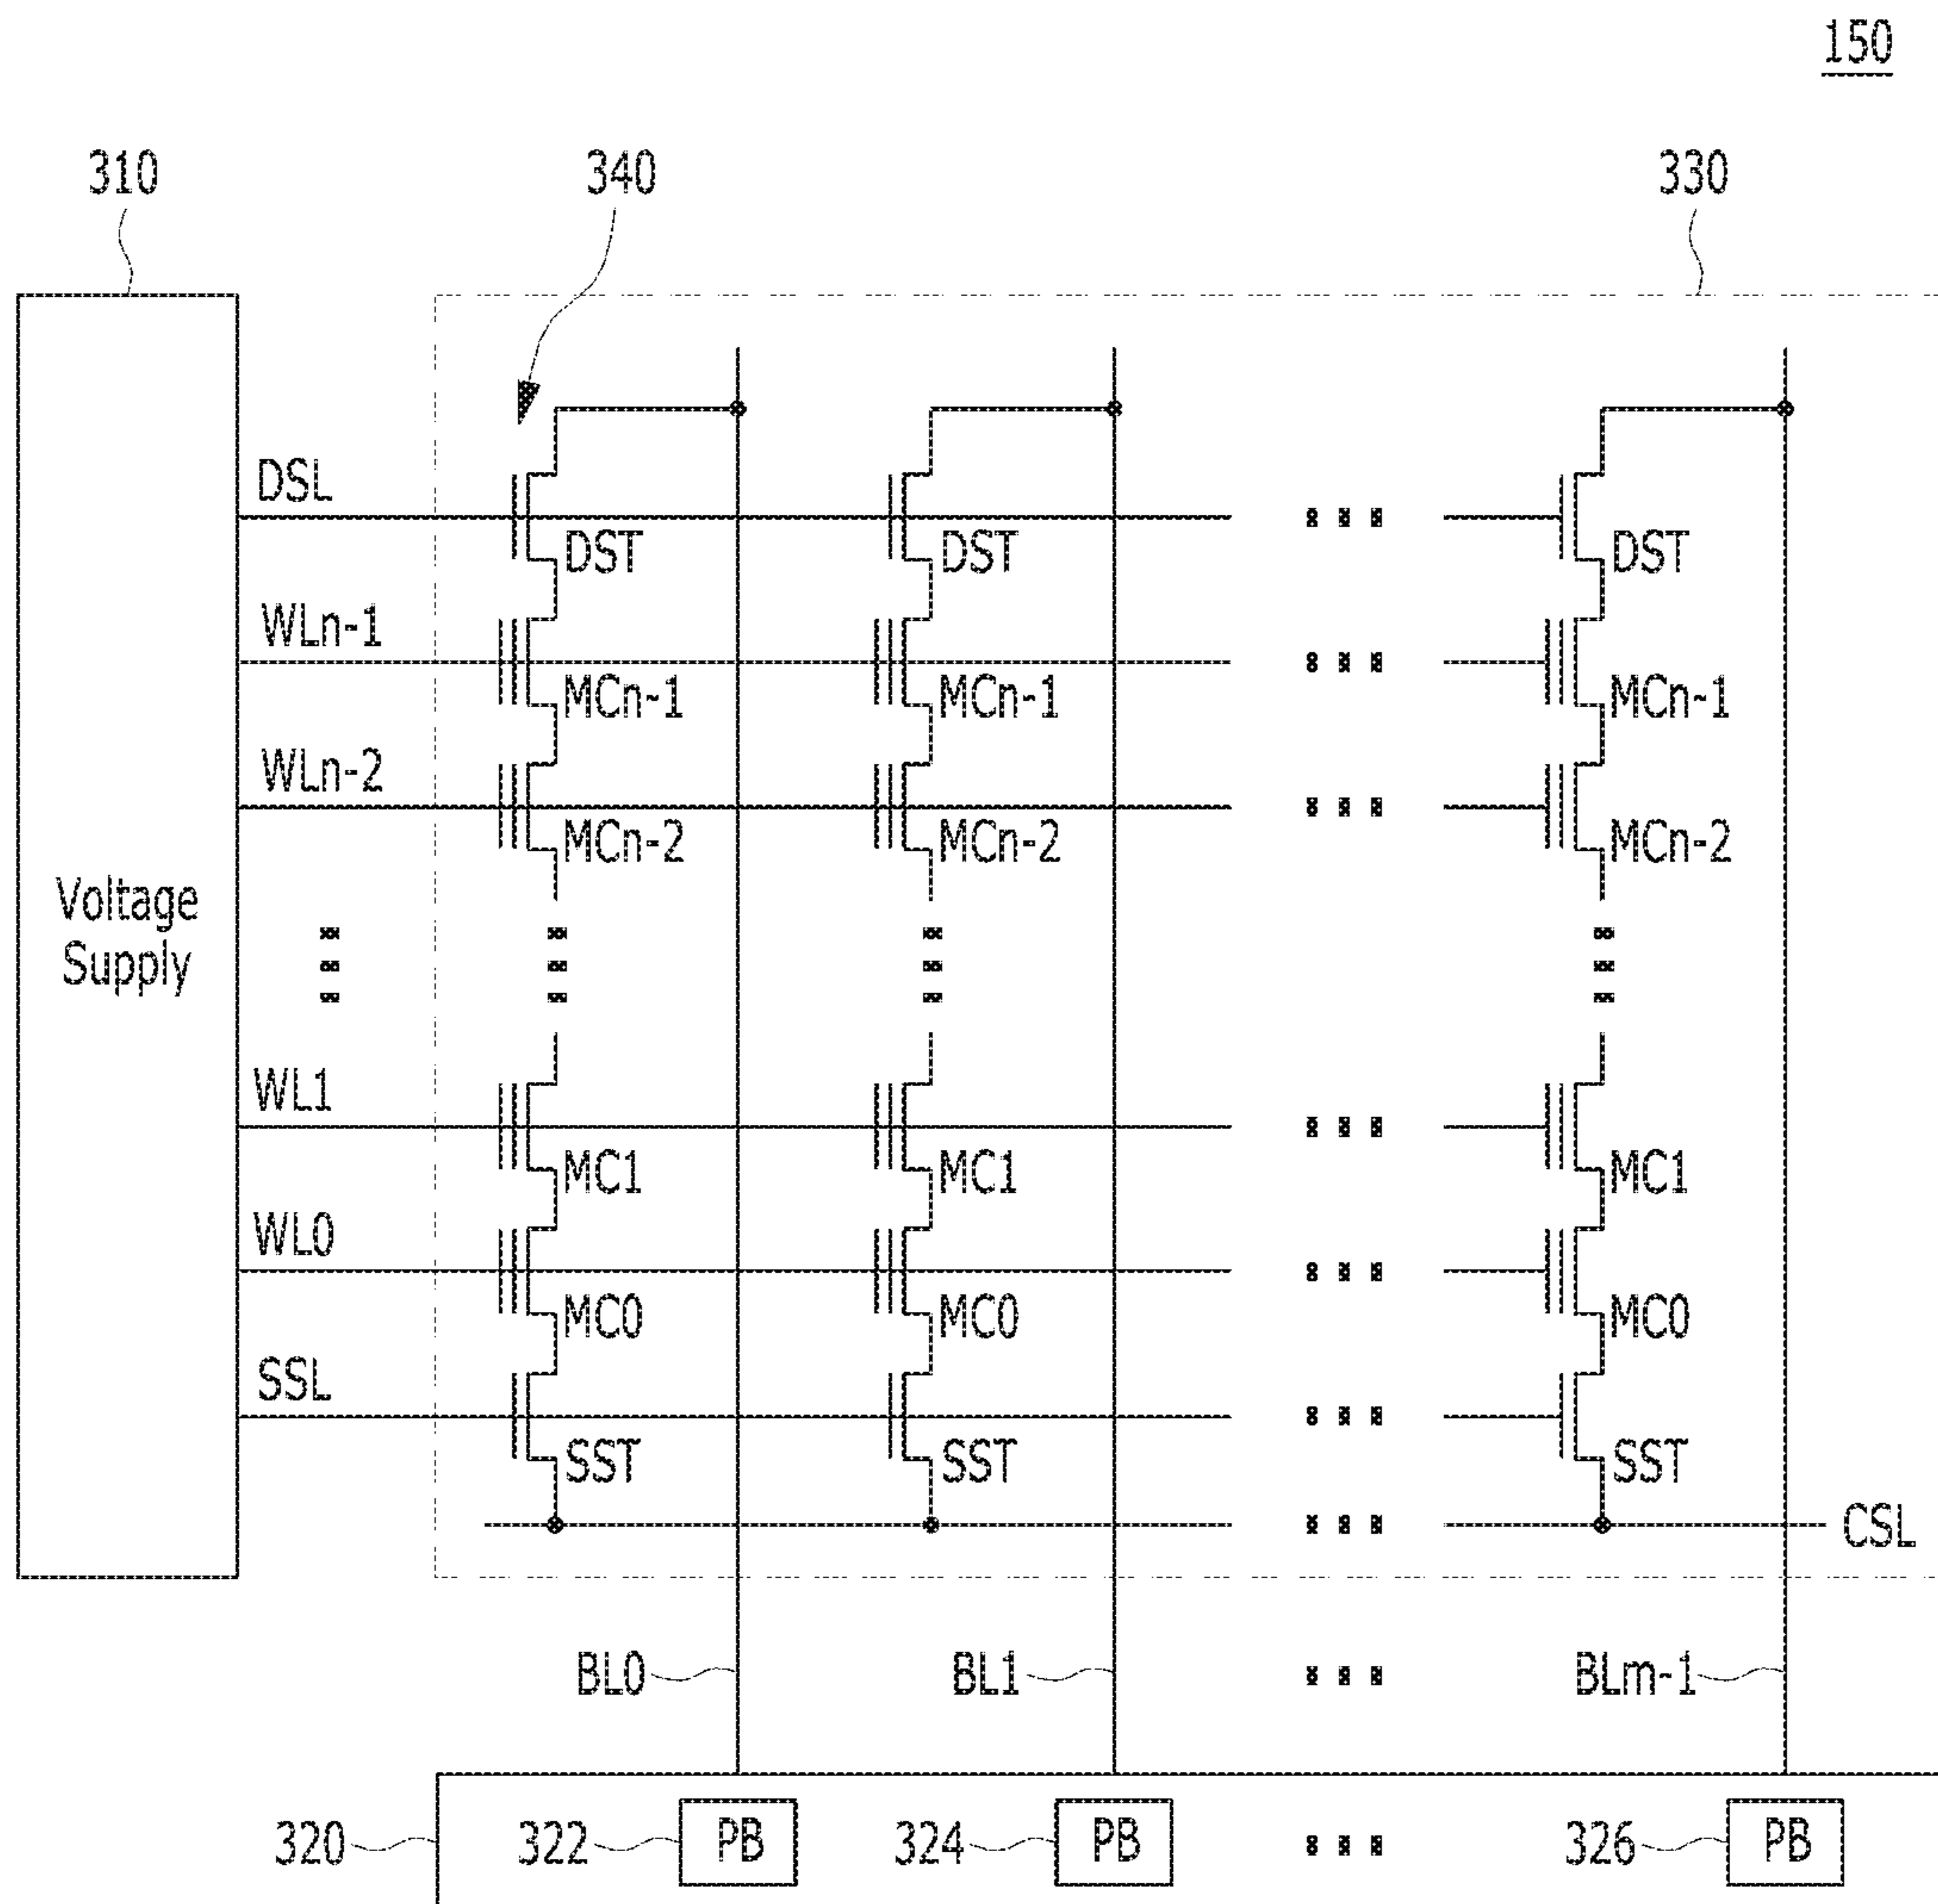 150
310 340 330
DSL
DST DST DST
WLn-1
MCn-1 MCn-1 MCn-1
WLn-2
MCn-2 MCn-2 MCn-2
Voltage
Supply
WL1
MC1 MC1 MC1
WL0
MC0 MC0 MC0
SSL
SST SST SST
CSL
BL0 BL1 BLm-1
320 322 PB 324 PB 326 PB